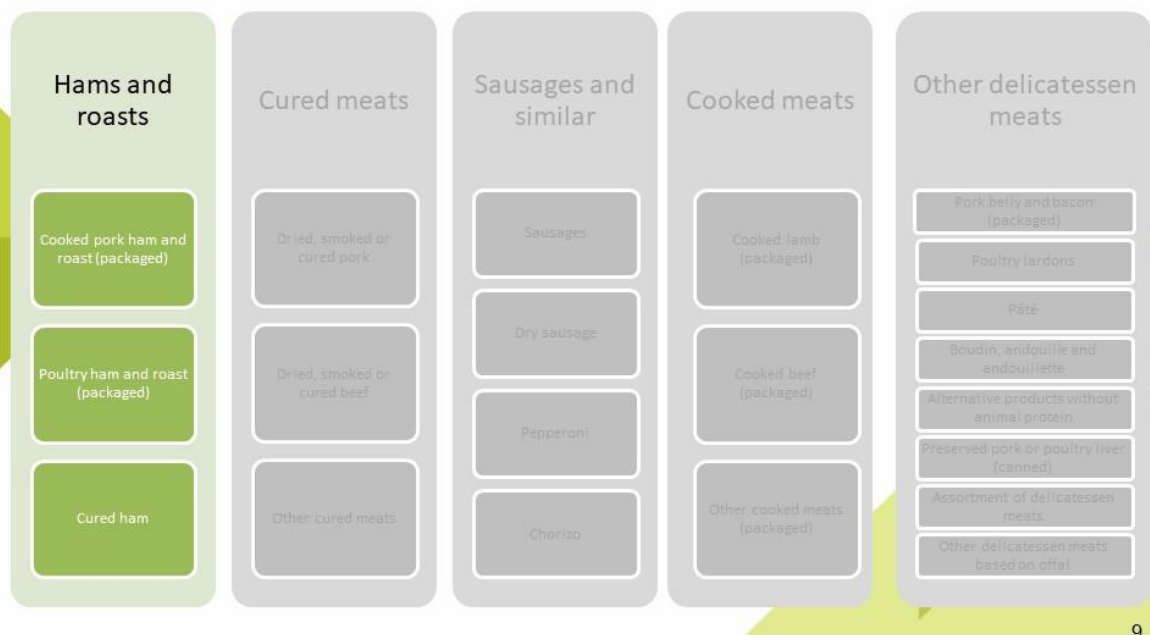 Hams and
roasts
Cooked pork ham and
roast (packaged)
Poultry ham and roast
(packaged)
Cured ham
Cured meats
Dried, smoked or
cured pork
Dried, smoked or
cured beef
Other cured meats
Sausages and
similar
Sausages
Dry sausage
Pepperoni
Chorizo
Cooked meats
Cooked lamb
(packaged)
Cooked beef
(packaged)
Other cooked meats
(packaged)
Other delicatessen
meats
Pork belly and bacon
(packaged)
Poultry lardons
Pâté
Boudin, andouille and
andouillette
Alternative products without
animal protein
Preserved pork or poultry liver
(canned)
Assortment of delicatessen
meats
Other delicatessen meats
based on offal
9